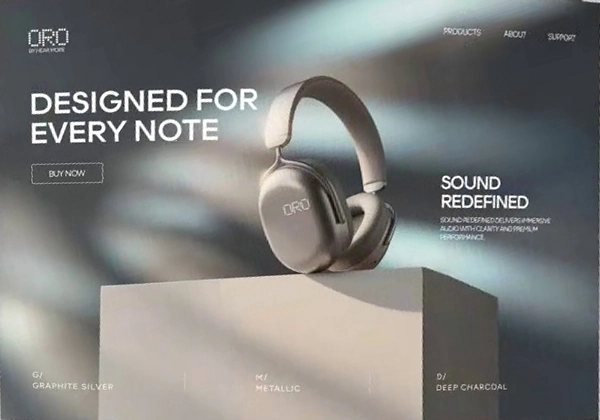 ORO
PRODUCTS
ABOUT
SUPPORT
DESIGNED FOR
EVERY NOTE
BUY NOW
ORO
SOUND
REDEFINED
SOUND REDEFINED DELIVERS IMMERSIVE
AUDIO WITH CLARITY AND PREMIUM
PERFORMANCE.
G/
GRAPHITE SILVER
M/
METALLIC
D/
DEEP CHARCOAL